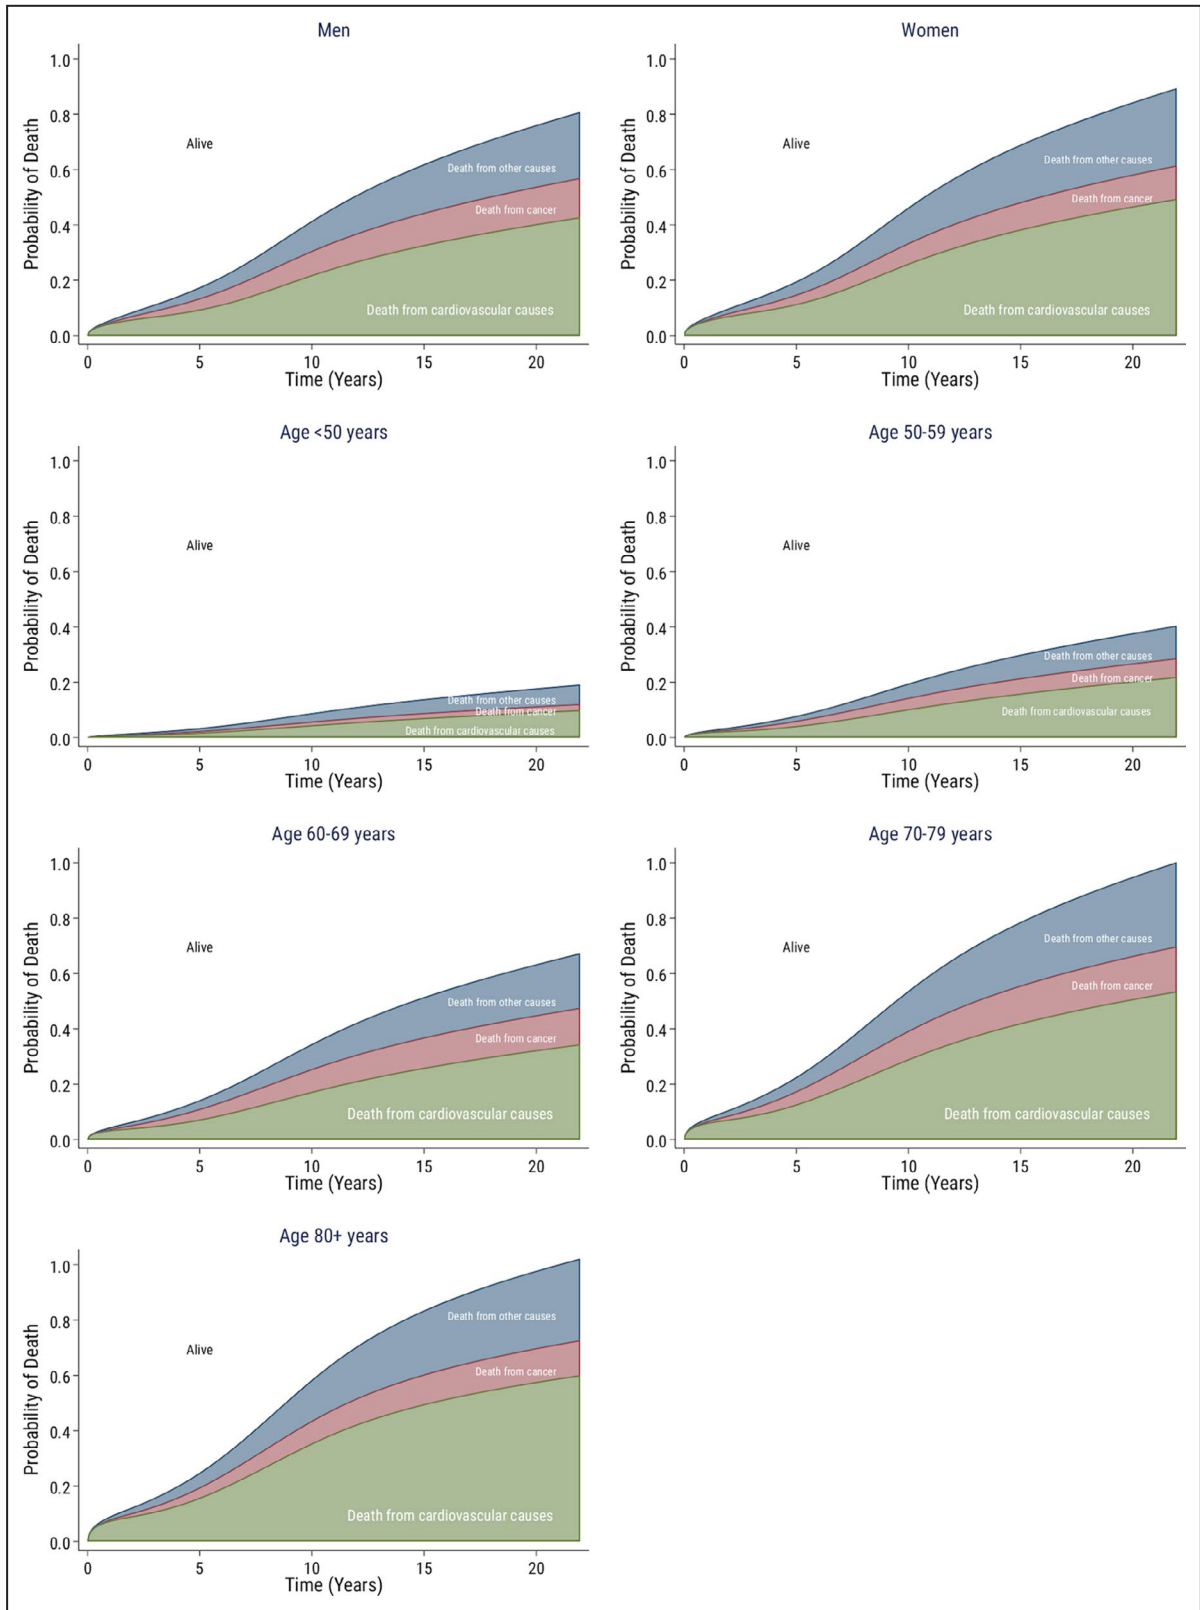 Men
1.0
0.8
0.6
0.4
0.2
0.0
Probability of Death
Alive
Death from other causes
Death from cancer
Death from cardiovascular causes
0 5 10 15 20
Time (Years)
Women
1.0
0.8
0.6
0.4
0.2
0.0
Probability of Death
Alive
Death from other causes
Death from cancer
Death from cardiovascular causes
0 5 10 15 20
Time (Years)
Age <50 years
1.0
0.8
0.6
0.4
0.2
0.0
Probability of Death
Alive
Death from other causes
Death from cancer
Death from cardiovascular causes
0 5 10 15 20
Time (Years)
Age 50-59 years
1.0
0.8
0.6
0.4
0.2
0.0
Probability of Death
Alive
Death from other causes
Death from cancer
Death from cardiovascular causes
0 5 10 15 20
Time (Years)
Age 60-69 years
1.0
0.8
0.6
0.4
0.2
0.0
Probability of Death
Alive
Death from other causes
Death from cancer
Death from cardiovascular causes
0 5 10 15 20
Time (Years)
Age 70-79 years
1.0
0.8
0.6
0.4
0.2
0.0
Probability of Death
Alive
Death from other causes
Death from cancer
Death from cardiovascular causes
0 5 10 15 20
Time (Years)
Age 80+ years
1.0
0.8
0.6
0.4
0.2
0.0
Probability of Death
Alive
Death from other causes
Death from cancer
Death from cardiovascular causes
0 5 10 15 20
Time (Years)